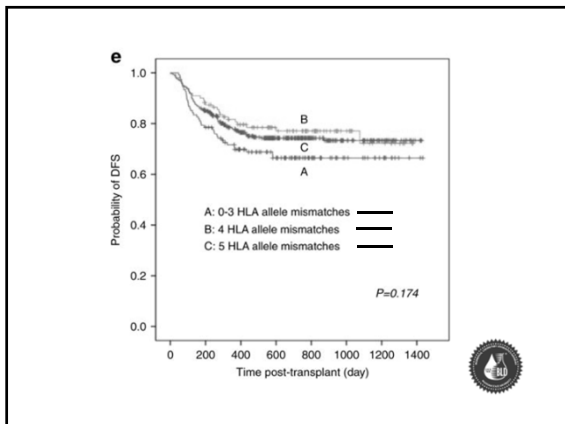 e
1.0
0.8
0.6
0.4
0.2
0.0
Probability of DFS
B
C
A
A: 0-3 HLA allele mismatches
B: 4 HLA allele mismatches
C: 5 HLA allele mismatches
P=0.174
0 200 400 600 800 1000 1200 1400
Time post-transplant (day)